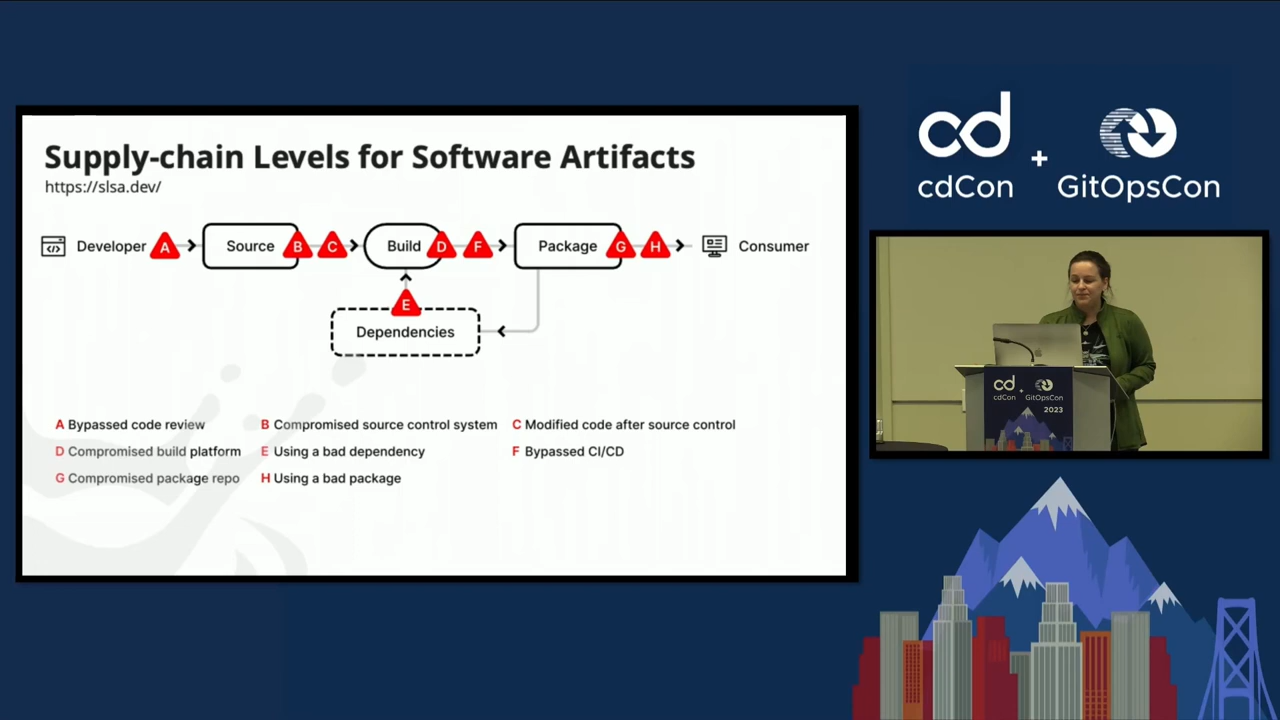 Supply-chain Levels for Software Artifacts
https://slsa.dev/
Developer A Source B C Build D F Package G H Consumer
E
Dependencies
A Bypassed code review B Compromised source control system C Modified code after source control
D Compromised build platform E Using a bad dependency F Bypassed CI/CD
G Compromised package repo H Using a bad package
cd + 
cdCon GitOpsCon
cd
cdCon GitOpsCon
2023